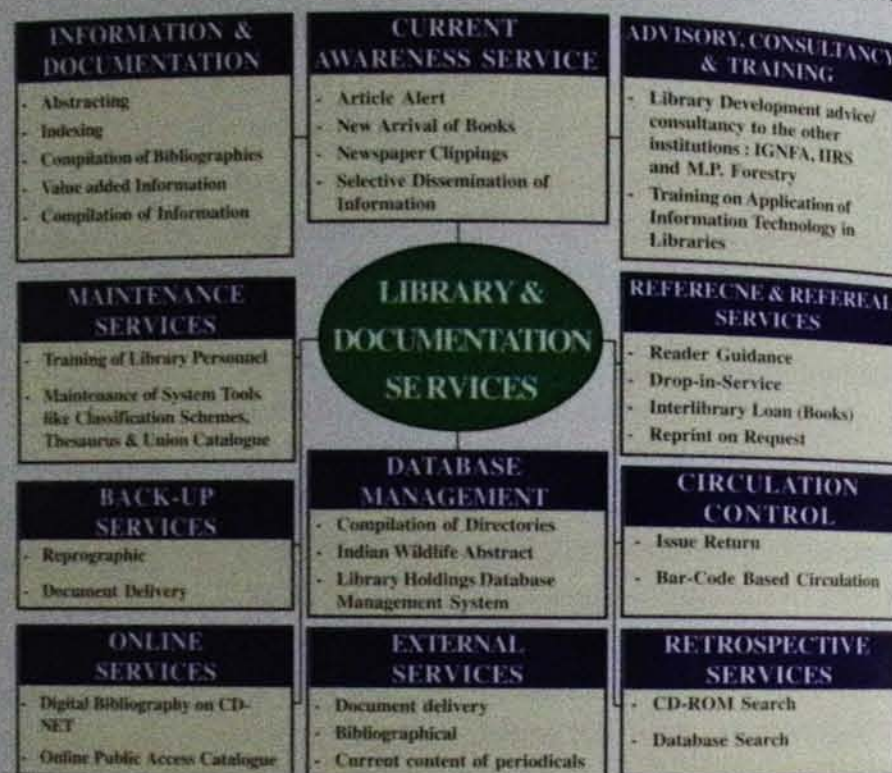 INFORMATION &
DOCUMENTATION
- Abstracting
- Indexing
- Compilation of Bibliographies
- Value added Information
- Compilation of Information
CURRENT
AWARENESS SERVICE
- Article Alert
- New Arrival of Books
- Newspaper Clippings
- Selective Dissemination of
Information
ADVISORY, CONSULTANCY
& TRAINING
- Library Development advice/
consultancy to the other
institutions : IGNFA, IIRS
and M.P. Forestry
- Training on Application of
Information Technology in
Libraries
MAINTENANCE
SERVICES
- Training of Library Personnel
- Maintenance of System Tools
like Classification Schemes,
Thesaurus & Union Catalogue
LIBRARY &
DOCUMENTATION
SERVICES
REFERECNE & REFEREAL
SERVICES
- Reader Guidance
- Drop-in-Service
- Interlibrary Loan (Books)
- Reprint on Request
BACK-UP
SERVICES
- Reprographic
- Document Delivery
DATABASE
MANAGEMENT
- Compilation of Directories
- Indian Wildlife Abstract
- Library Holdings Database
Management System
CIRCULATION
CONTROL
- Issue Return
- Bar-Code Based Circulation
ONLINE
SERVICES
- Digital Bibliography on CD-
NET
- Online Public Access Catalogue
EXTERNAL
SERVICES
- Document delivery
- Bibliographical
- Current content of periodicals
RETROSPECTIVE
SERVICES
- CD-ROM Search
- Database Search